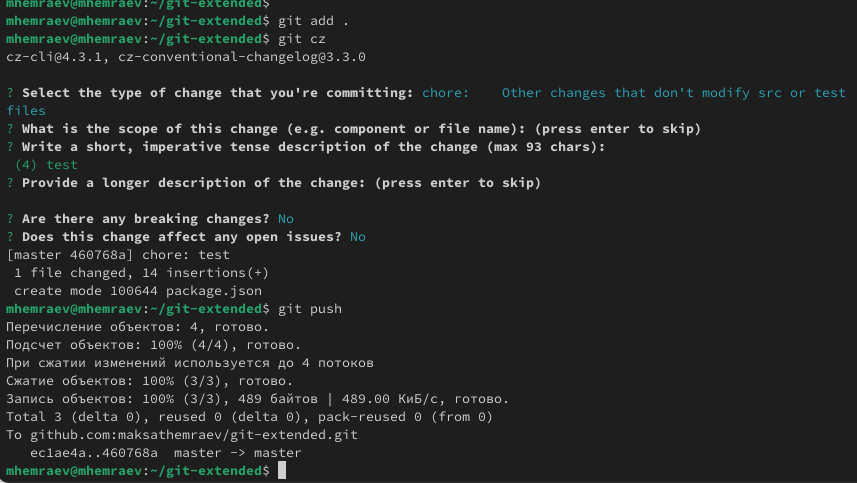 mhemraev@mhemraev:~/git-extended$
mhemraev@mhemraev:~/git-extended$ git add .
mhemraev@mhemraev:~/git-extended$ git cz
cz-cli@4.3.1, cz-conventional-changelog@3.3.0
? Select the type of change that you're committing: chore:    Other changes that don't modify src or test
files
? What is the scope of this change (e.g. component or file name): (press enter to skip)
? Write a short, imperative tense description of the change (max 93 chars):
 (4) test
? Provide a longer description of the change: (press enter to skip)
? Are there any breaking changes? No
? Does this change affect any open issues? No
[master 460768a] chore: test
 1 file changed, 14 insertions(+)
 create mode 100644 package.json
mhemraev@mhemraev:~/git-extended$ git push
Перечисление объектов: 4, готово.
Подсчет объектов: 100% (4/4), готово.
При сжатии изменений используется до 4 потоков
Сжатие объектов: 100% (3/3), готово.
Запись объектов: 100% (3/3), 489 байтов | 489.00 КиБ/с, готово.
Total 3 (delta 0), reused 0 (delta 0), pack-reused 0 (from 0)
To github.com:maksathemraev/git-extended.git
   ec1ae4a..460768a  master -> master
mhemraev@mhemraev:~/git-extended$